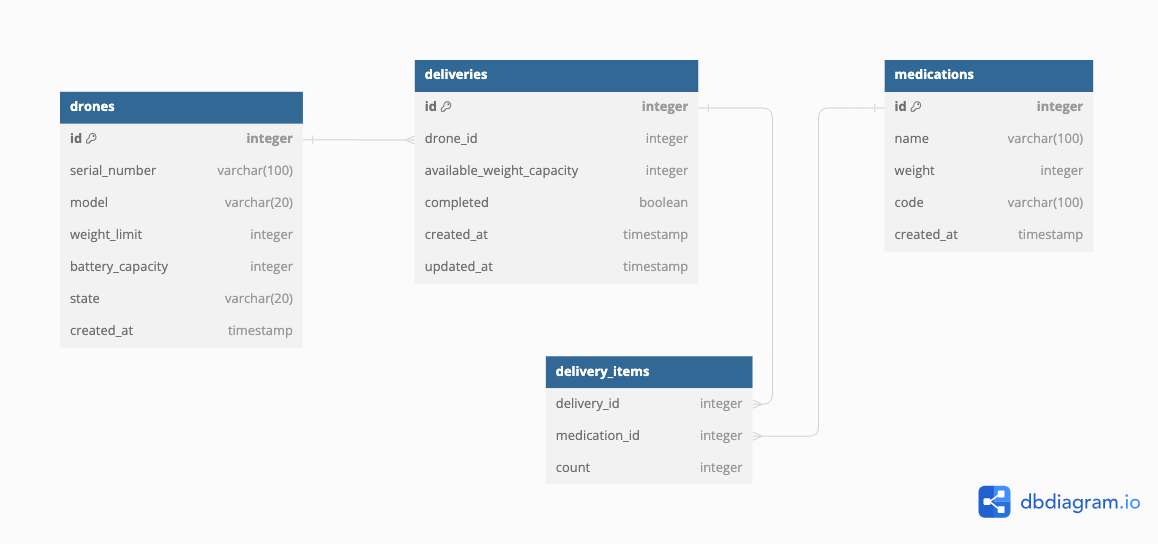 drones
id integer
serial_number varchar(100)
model varchar(20)
weight_limit integer
battery_capacity integer
state varchar(20)
created_at timestamp
deliveries
id integer
drone_id integer
available_weight_capacity integer
completed boolean
created_at timestamp
updated_at timestamp
medications
id integer
name varchar(100)
weight integer
code varchar(100)
created_at timestamp
delivery_items
delivery_id integer
medication_id integer
count integer
dbdiagram.io